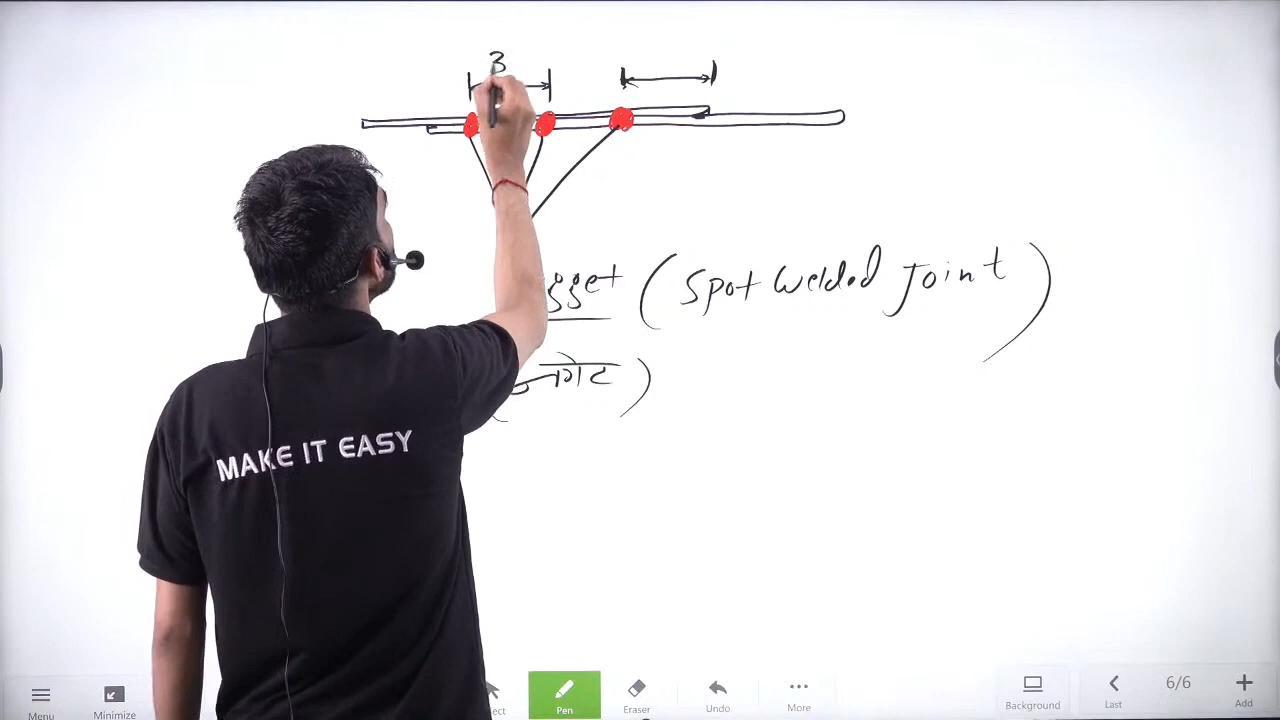 3
gget (Spot Welded Joint)
MAKE IT EASY
Menu
Minimize
ect
Pen
Eraser
Undo
More
Background
Last
6/6
Add